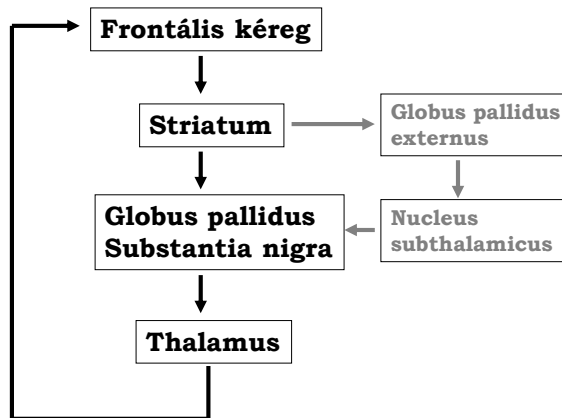 Frontális kéreg
Striatum
Globus pallidus
externus
Globus pallidus
Substantia nigra
Nucleus
subthalamicus
Thalamus